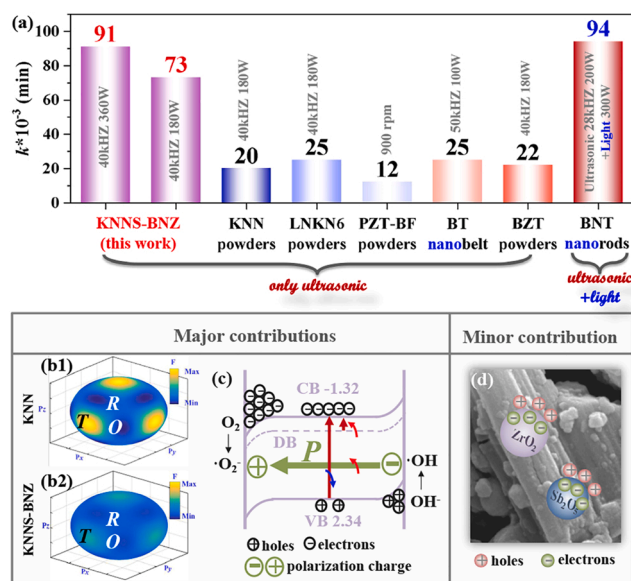 (a)
k*10⁻³ (min)
100
80
60
40
20
0
91
73
20
25
12
25
22
94
40kHZ 360W
40kHZ 180W
40kHZ 180W
40kHZ 180W
900 rpm
50kHZ 100W
40kHZ 180W
Ultrasonic 28kHZ 200W
+Light 300W
KNNS-BNZ
(this work)
KNN
powders
LNKN6
powders
PZT-BF
powders
BT
nanobelt
BZT
powders
BNT
nanorods
only ultrasonic
ultrasonic
+light
Major contributions
Minor contribution
(b1)
F
Max
Min
KNN
R
T
O
Pz
Px
Py
(b2)
F
Max
Min
KNNS-BNZ
R
T
O
Pz
Px
Py
(c)
CB -1.32
O₂
·O₂⁻
DB
P
·OH
OH⁻
VB 2.34
holes
electrons
polarization charge
(d)
ZrO₂
Sb₂O₃
holes
electrons